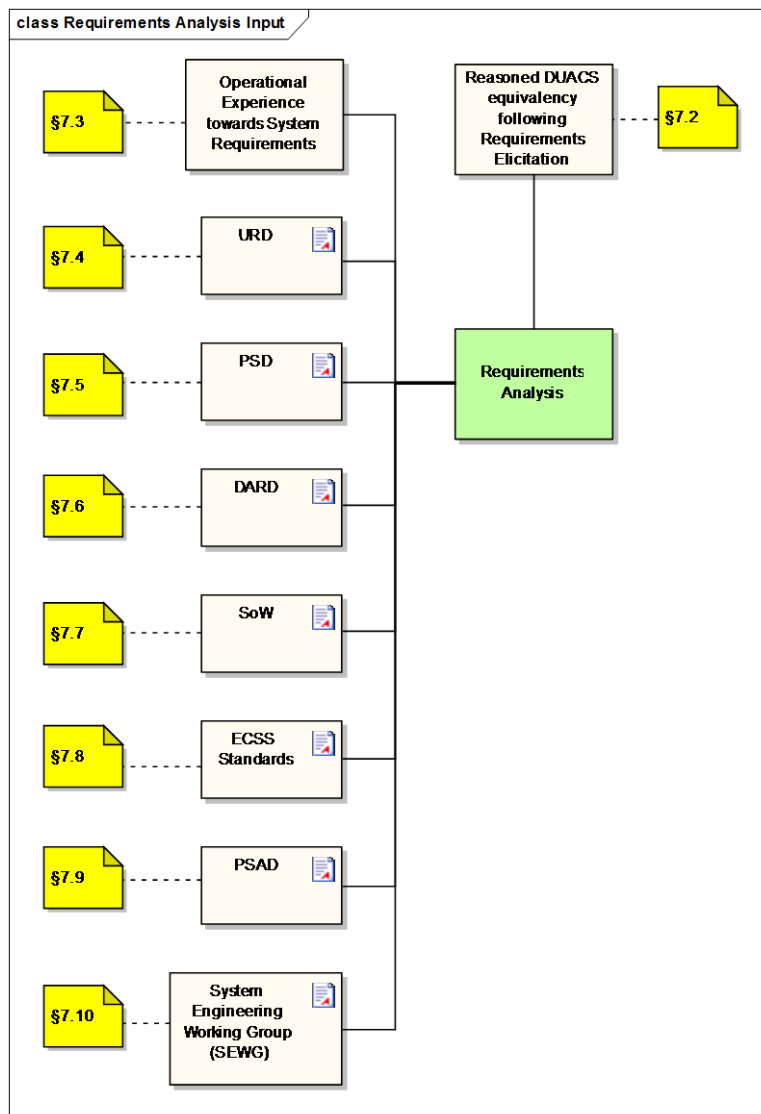 class Requirements Analysis Input
§7.3
Operational
Experience
towards System
Requirements
Reasoned DUACS
equivalency
following
Requirements
Elicitation
§7.2
§7.4
URD
§7.5
PSD
Requirements
Analysis
§7.6
DARD
§7.7
SoW
§7.8
ECSS
Standards
§7.9
PSAD
§7.10
System
Engineering
Working Group
(SEWG)